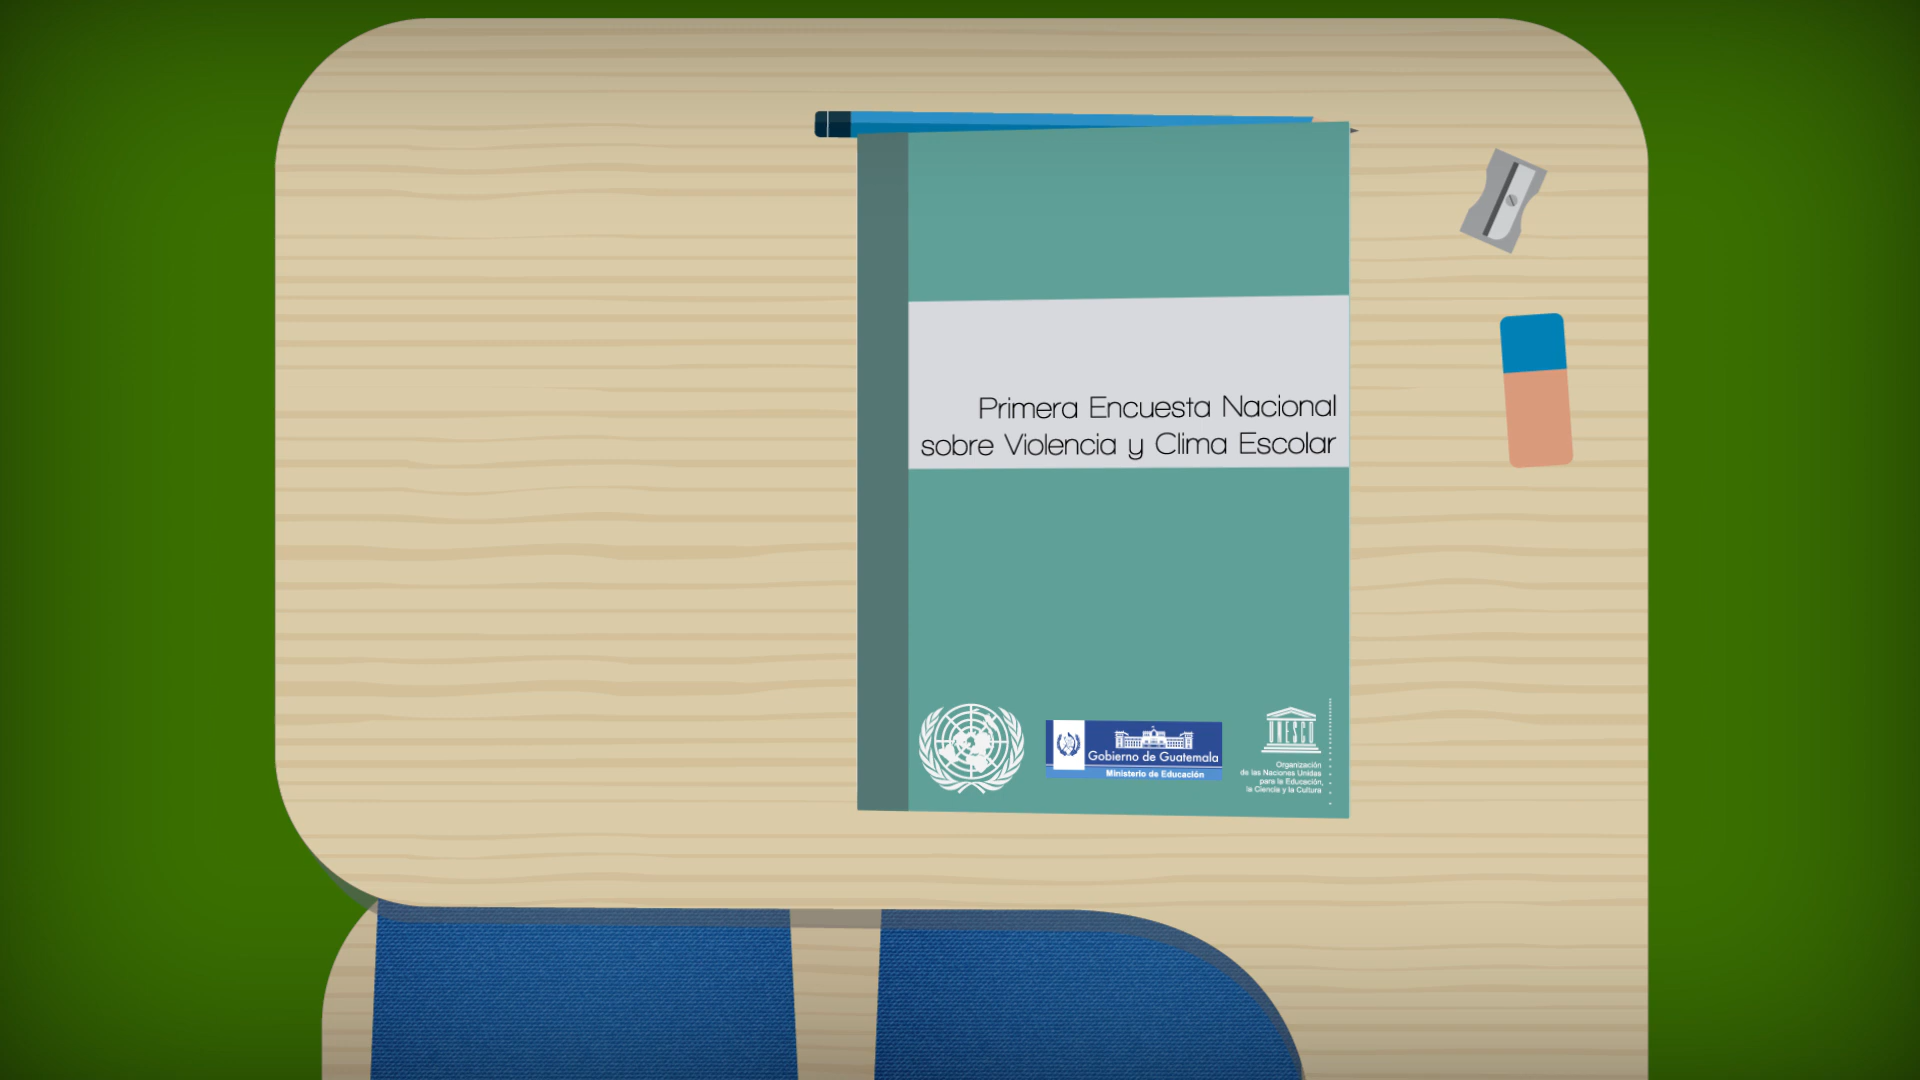 Primera Encuesta Nacional
sobre Violencia y Clima Escolar
Gobierno de Guatemala
Ministerio de Educación
UNESCO
Organización
de las Naciones Unidas
para la Educación,
la Ciencia y la Cultura